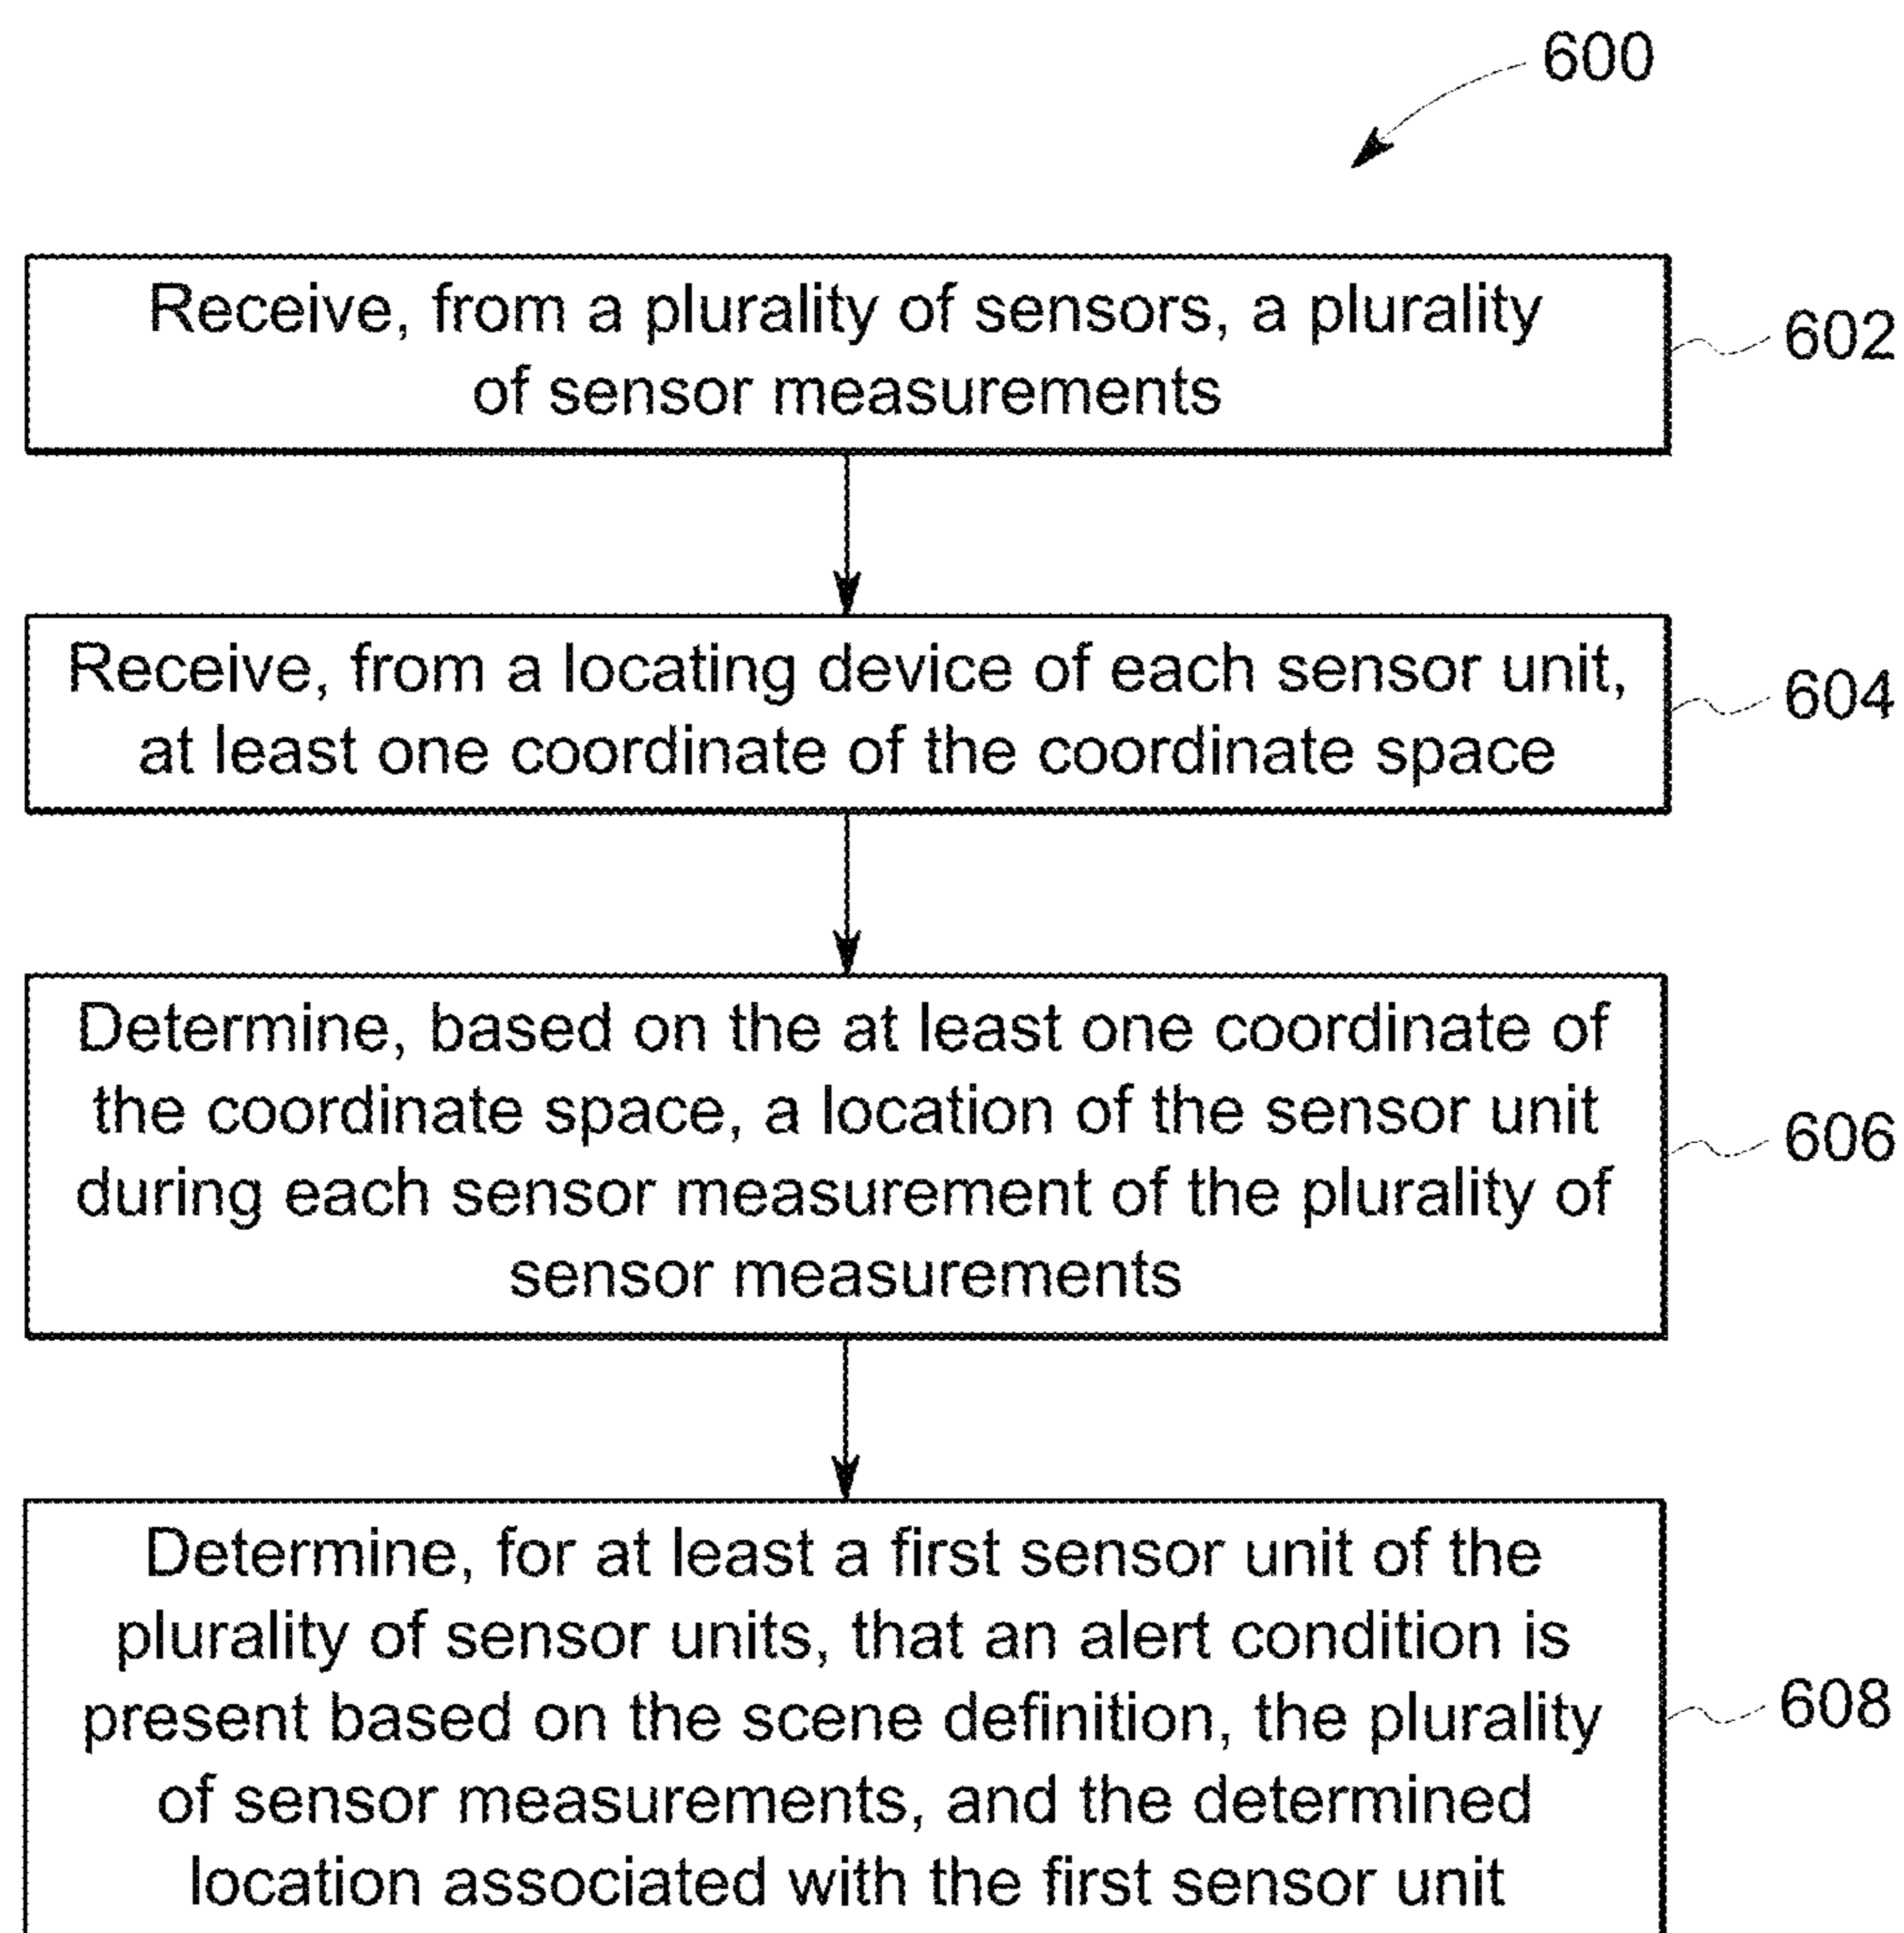 600
Receive, from a plurality of sensors, a plurality
of sensor measurements
602
Receive, from a locating device of each sensor unit,
at least one coordinate of the coordinate space
604
Determine, based on the at least one coordinate of
the coordinate space, a location of the sensor unit
during each sensor measurement of the plurality of
sensor measurements
606
Determine, for at least a first sensor unit of the
plurality of sensor units, that an alert condition is
present based on the scene definition, the plurality
of sensor measurements, and the determined
location associated with the first sensor unit
608